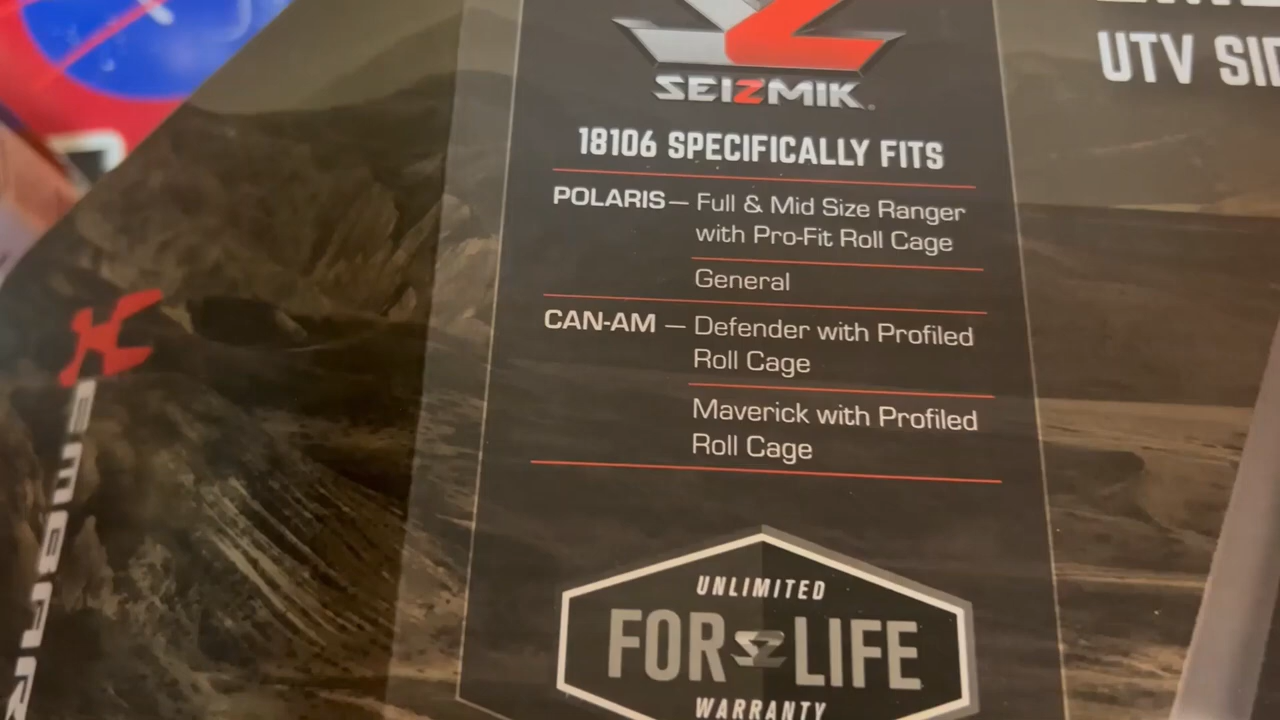 UTV
SEIZMIK
18106 SPECIFICALLY FITS
POLARIS— Full & Mid Size Ranger
with Pro-Fit Roll Cage
General
CAN-AM — Defender with Profiled
Roll Cage
Maverick with Profiled
Roll Cage
UNLIMITED
FOR LIFE
WARRANTY